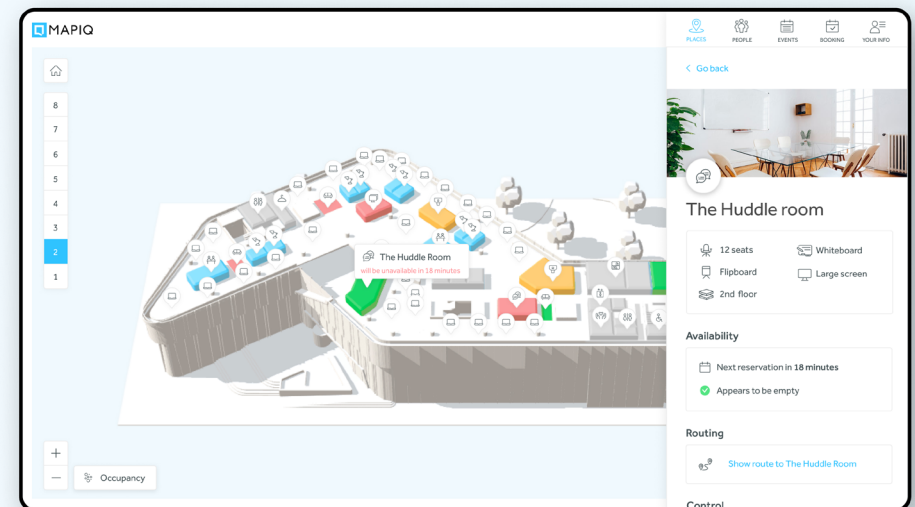 MAPIQ
PLACES
PEOPLE
EVENTS
BOOKING
YOUR INFO
Go back
8
7
6
5
4
3
2
1
The Huddle Room
will be unavailable in 18 minutes
Occupancy
The Huddle room
12 seats
Whiteboard
Flipboard
Large screen
2nd floor
Availability
Next reservation in 18 minutes
Appears to be empty
Routing
Show route to The Huddle Room
Control